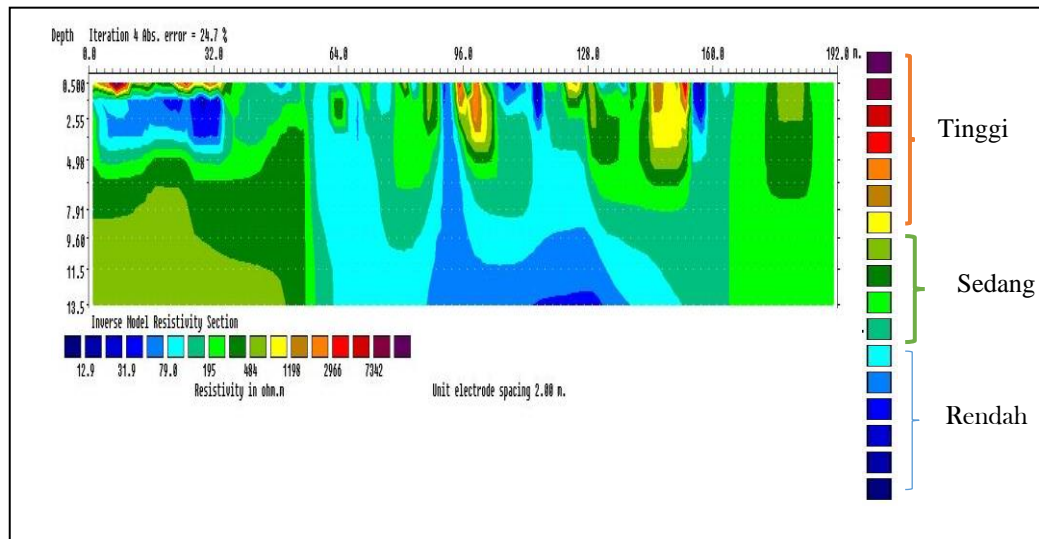 Depth Iteration 4 Abs. error = 24.7 %
0.0 32.0 64.0 96.0 128.0 160.0 192.0 m.
0.500
2.55
4.98
7.91
9.60
11.5
13.5
Tinggi
Sedang
Rendah
Inverse Model Resistivity Section
12.9 31.9 79.0 195 484 1198 2966 7342
Resistivity in ohm.m Unit electrode spacing 2.00 m.